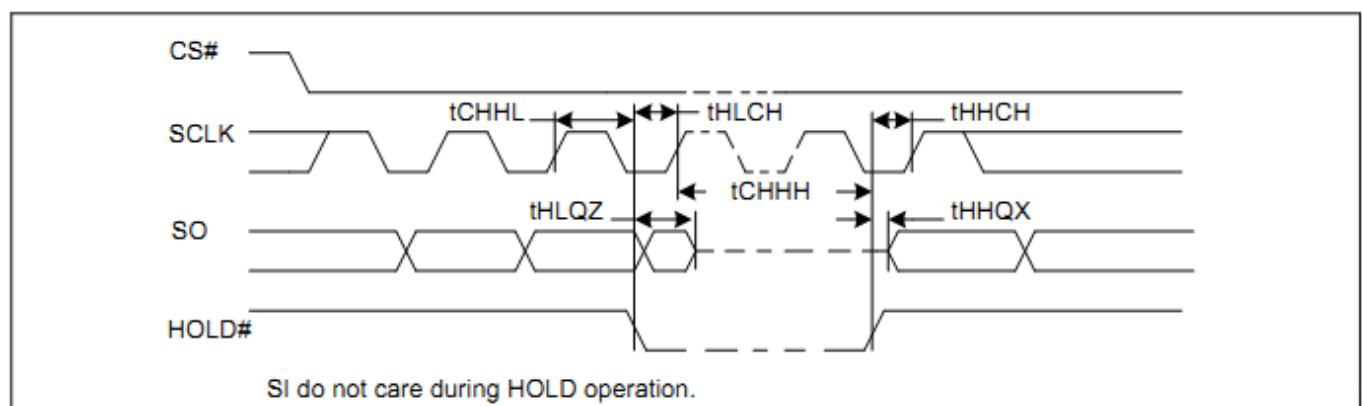 CS#
tCHHL tHLCH tHHCH
SCLK
tCHHH
tHLQZ tHHQX
SO
HOLD#
SI do not care during HOLD operation.